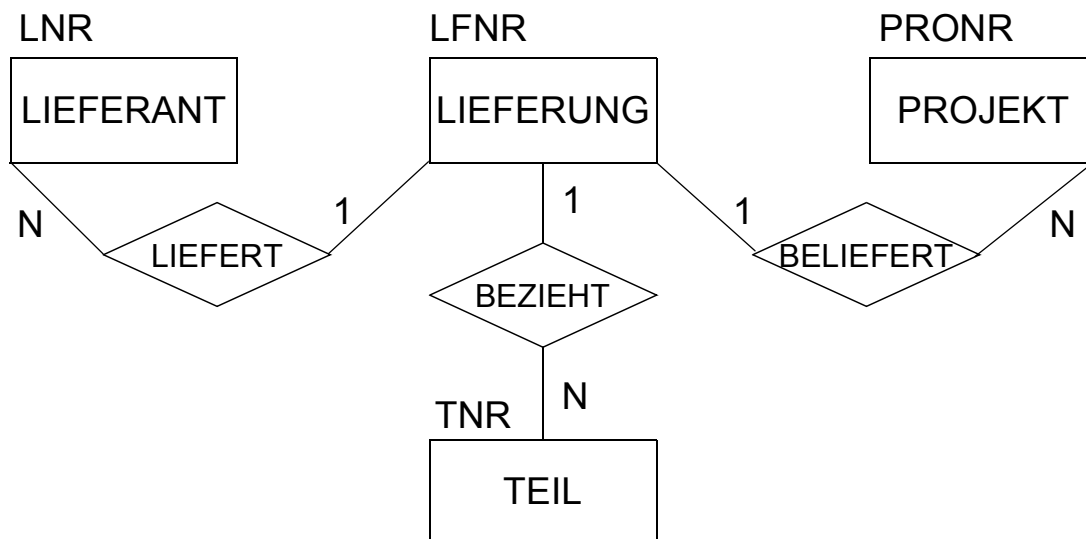 LNR LFNR PRONR
LIEFERANT LIEFERUNG PROJEKT
N 1 1 1 N
LIEFERT BELIEFERT
BEZIEHT
N
TNR
TEIL